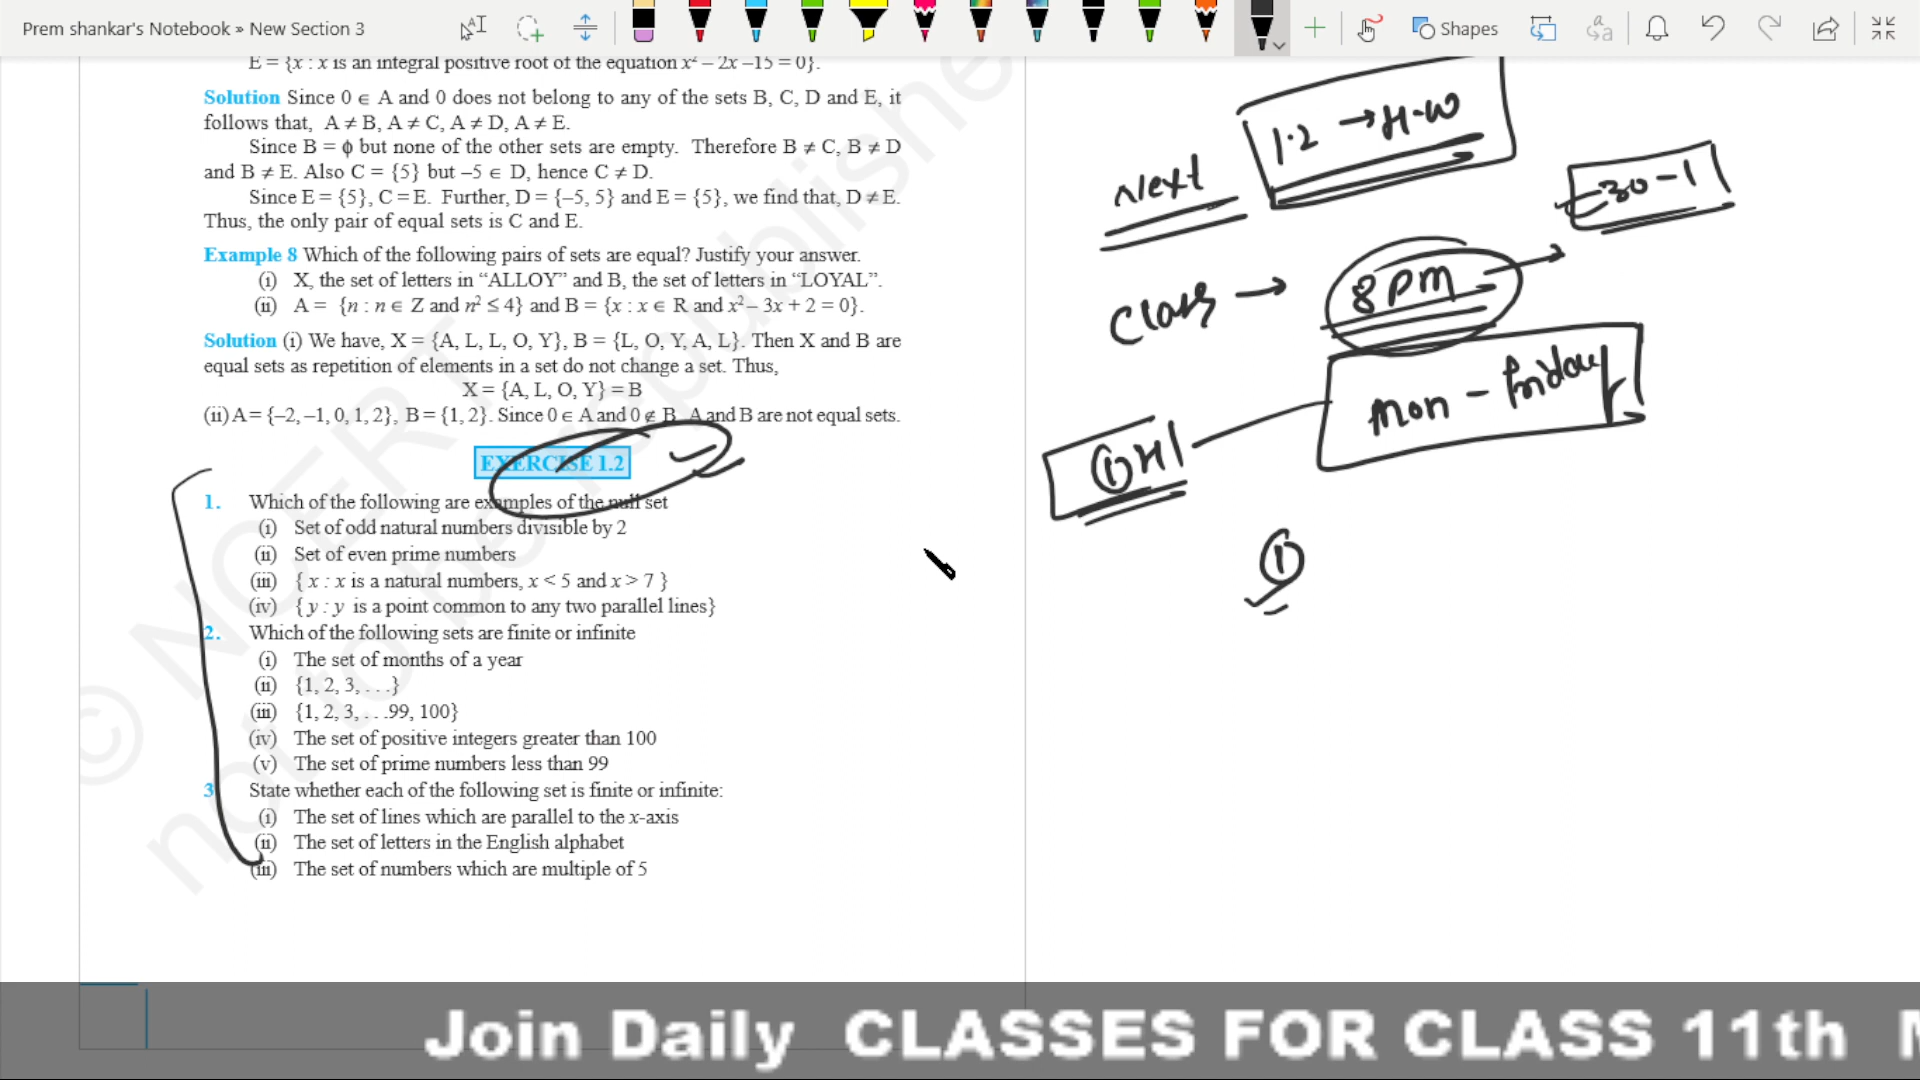 Prem shankar's Notebook » New Section 3
Shapes
E = {x : x is an integral positive root of the equation x² – 2x –15 = 0}.
Solution Since 0 ∈ A and 0 does not belong to any of the sets B, C, D and E, it
follows that, A ≠ B, A ≠ C, A ≠ D, A ≠ E.
Since B = ϕ but none of the other sets are empty. Therefore B ≠ C, B ≠ D
and B ≠ E. Also C = {5} but –5 ∈ D, hence C ≠ D.
Since E = {5}, C = E. Further, D = {–5, 5} and E = {5}, we find that, D ≠ E.
Thus, the only pair of equal sets is C and E.
Example 8 Which of the following pairs of sets are equal? Justify your answer.
(i) X, the set of letters in “ALLOY” and B, the set of letters in “LOYAL”.
(ii) A = {n : n ∈ Z and n² ≤ 4} and B = {x : x ∈ R and x² – 3x + 2 = 0}.
Solution (i) We have, X = {A, L, L, O, Y}, B = {L, O, Y, A, L}. Then X and B are
equal sets as repetition of elements in a set do not change a set. Thus,
X = {A, L, O, Y} = B
(ii) A = {–2, –1, 0, 1, 2}, B = {1, 2}. Since 0 ∈ A and 0 ∉ B, A and B are not equal sets.
EXERCISE 1.2
1. Which of the following are examples of the null set
(i) Set of odd natural numbers divisible by 2
(ii) Set of even prime numbers
(iii) { x : x is a natural numbers, x < 5 and x > 7 }
(iv) { y : y is a point common to any two parallel lines}
2. Which of the following sets are finite or infinite
(i) The set of months of a year
(ii) {1, 2, 3, . . .}
(iii) {1, 2, 3, . . .99, 100}
(iv) The set of positive integers greater than 100
(v) The set of prime numbers less than 99
3 State whether each of the following set is finite or infinite:
(i) The set of lines which are parallel to the x-axis
(ii) The set of letters in the English alphabet
(iii) The set of numbers which are multiple of 5
© NCERT
not to be republished
1.2 → H-W
Next
Class → 8 PM →
Mon - friday
1
Join Daily CLASSES FOR CLASS 11th